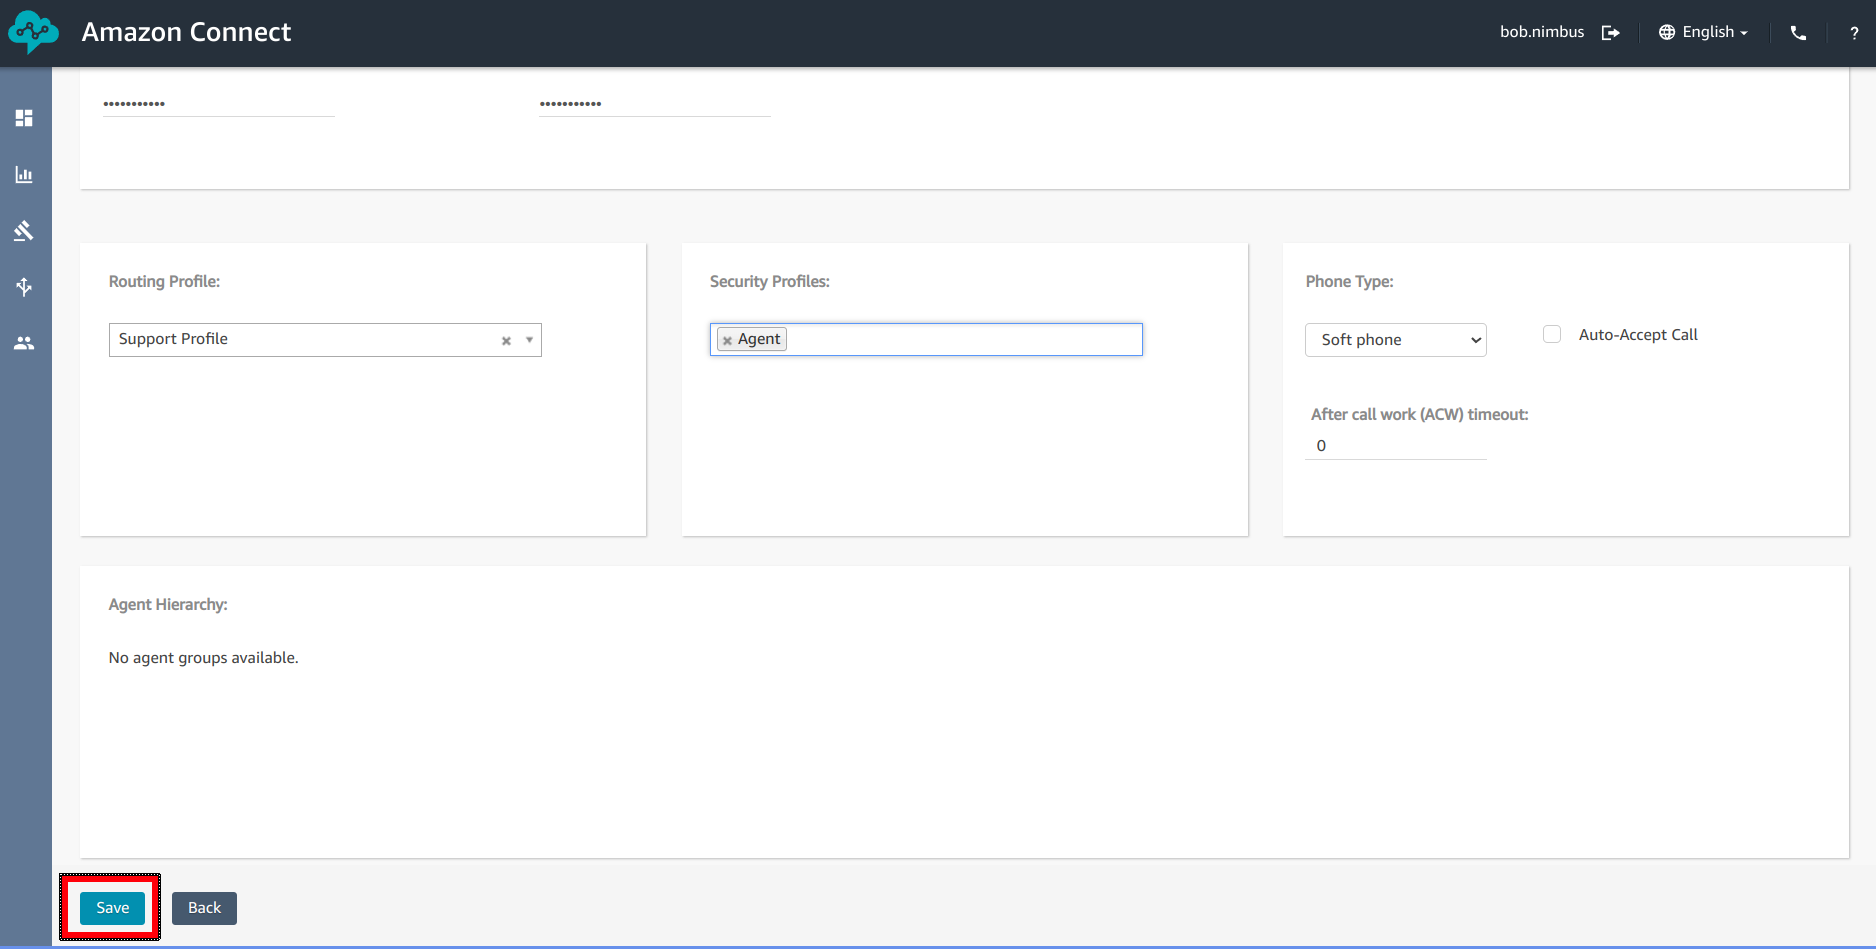 Amazon Connect
bob.nimbus
English
?
•••••••••••
•••••••••••
Routing Profile:
Support Profile
Security Profiles:
Agent
Phone Type:
Soft phone
Auto-Accept Call
After call work (ACW) timeout:
0
Agent Hierarchy:
No agent groups available.
Save
Back